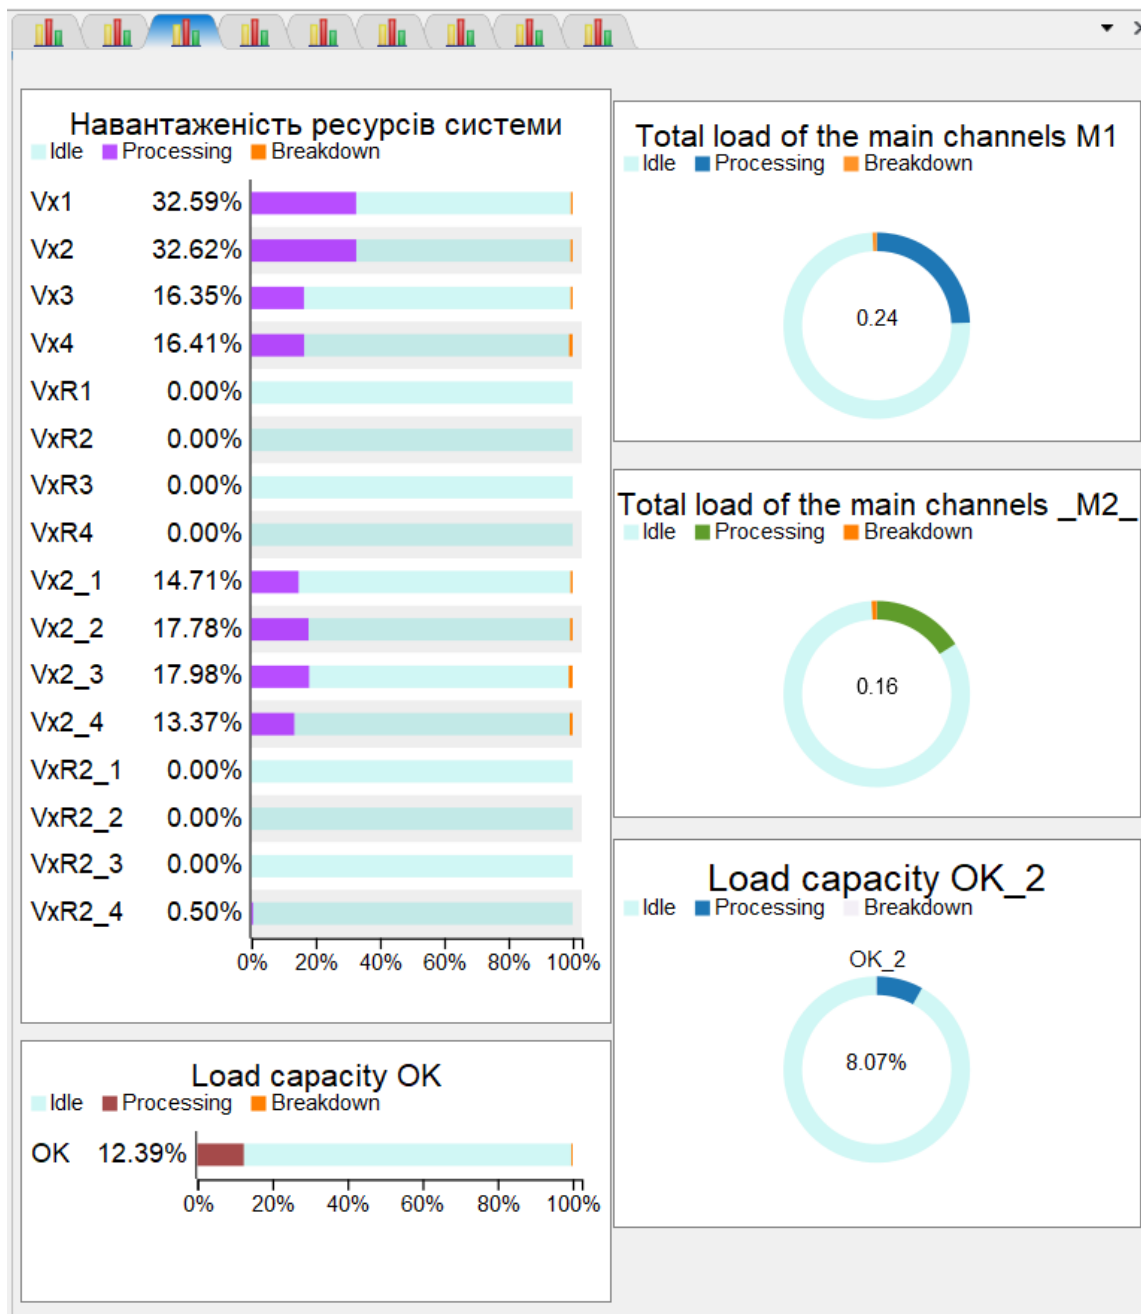 Навантаженість ресурсів системи
Idle Processing Breakdown
Vx1 32.59%
Vx2 32.62%
Vx3 16.35%
Vx4 16.41%
VxR1 0.00%
VxR2 0.00%
VxR3 0.00%
VxR4 0.00%
Vx2_1 14.71%
Vx2_2 17.78%
Vx2_3 17.98%
Vx2_4 13.37%
VxR2_1 0.00%
VxR2_2 0.00%
VxR2_3 0.00%
VxR2_4 0.50%
0% 20% 40% 60% 80% 100%
Load capacity OK
Idle Processing Breakdown
OK 12.39%
0% 20% 40% 60% 80% 100%
Total load of the main channels M1
Idle Processing Breakdown
0.24
Total load of the main channels _M2_
Idle Processing Breakdown
0.16
Load capacity OK_2
Idle Processing Breakdown
OK_2
8.07%